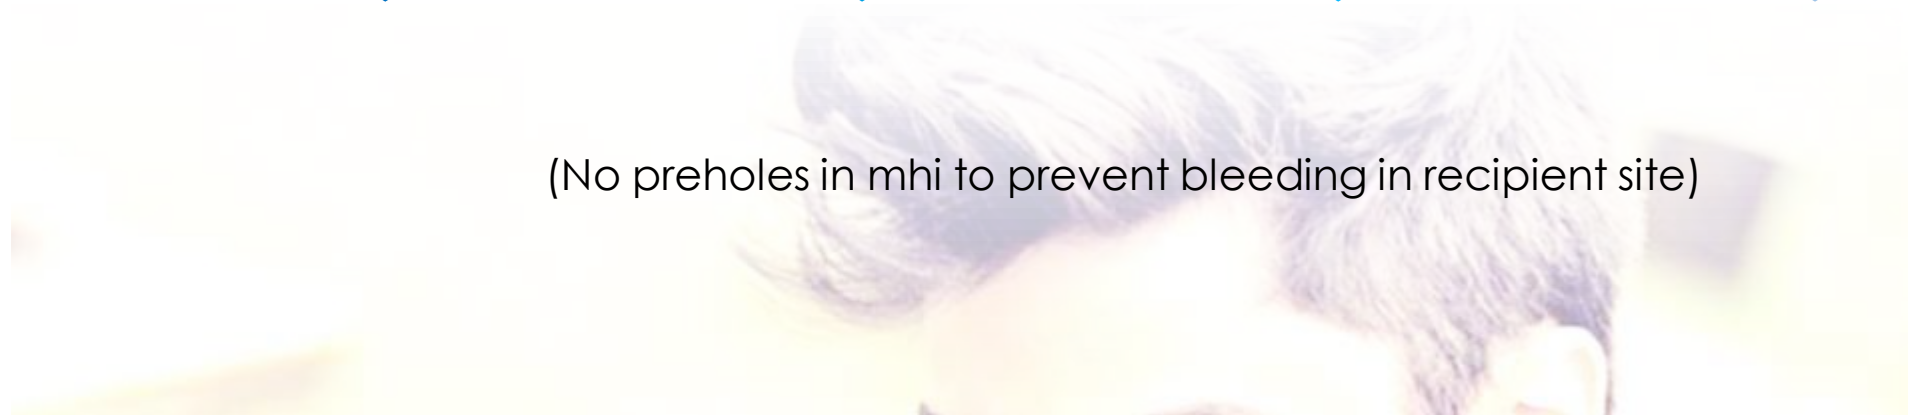 (No preholes in mhi to prevent bleeding in recipient site)